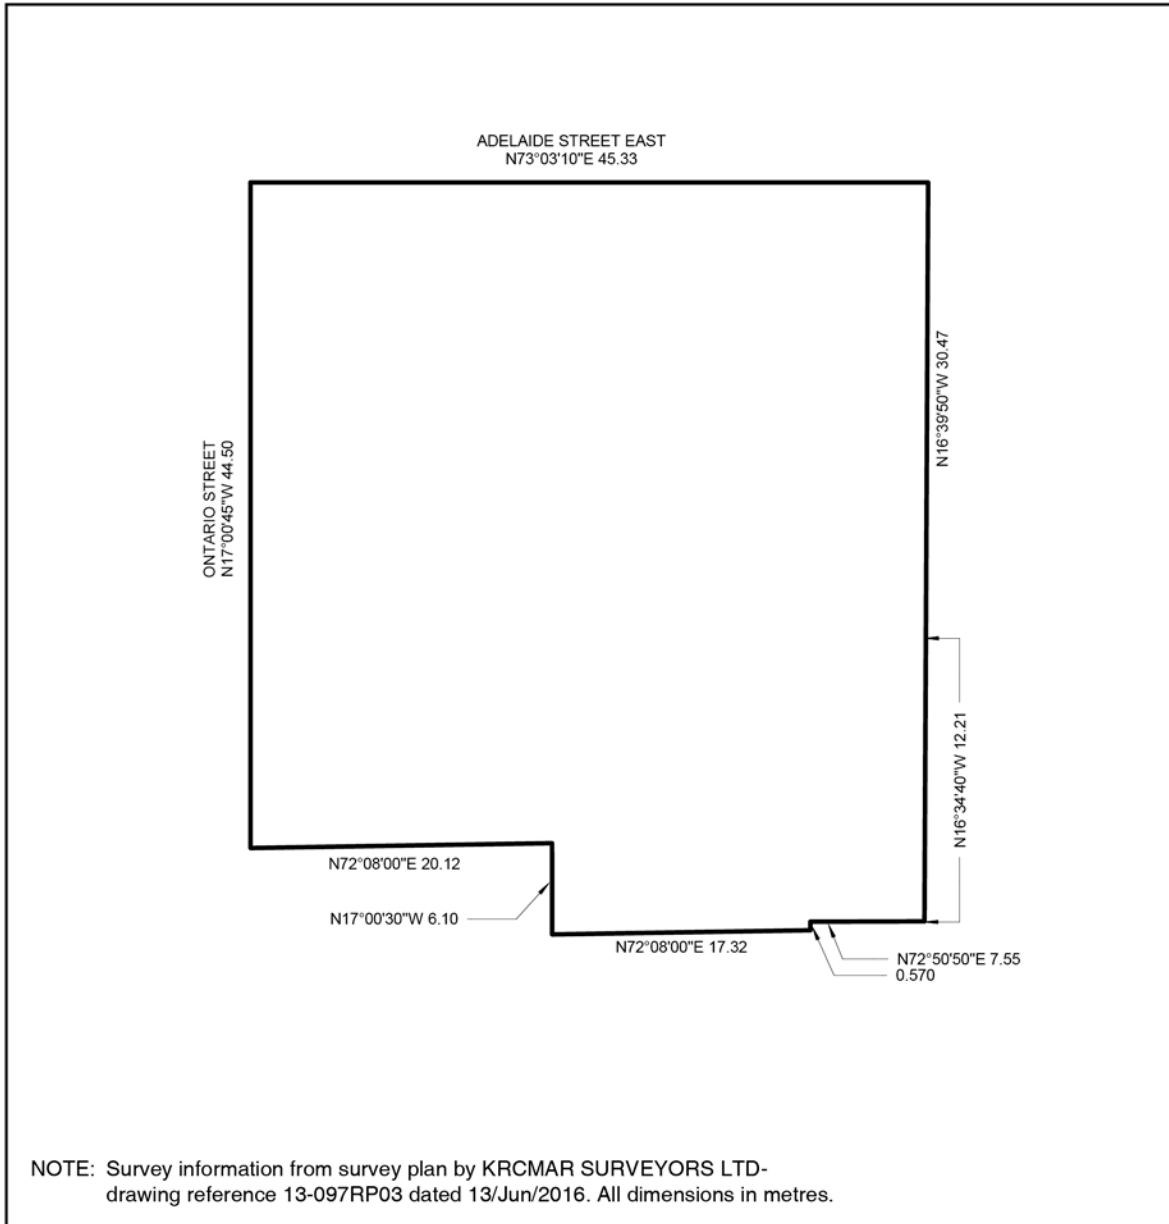 ADELAIDE STREET EAST
N73°03'10"E 45.33
ONTARIO STREET
N17°00'45"W 44.50
N16°39'50"W 30.47
N16°34'40"W 12.21
N72°08'00"E 20.12
N17°00'30"W 6.10
N72°08'00"E 17.32
N72°50'50"E 7.55
0.570
NOTE: Survey information from survey plan by KRCMAR SURVEYORS LTD-
drawing reference 13-097RP03 dated 13/Jun/2016. All dimensions in metres.